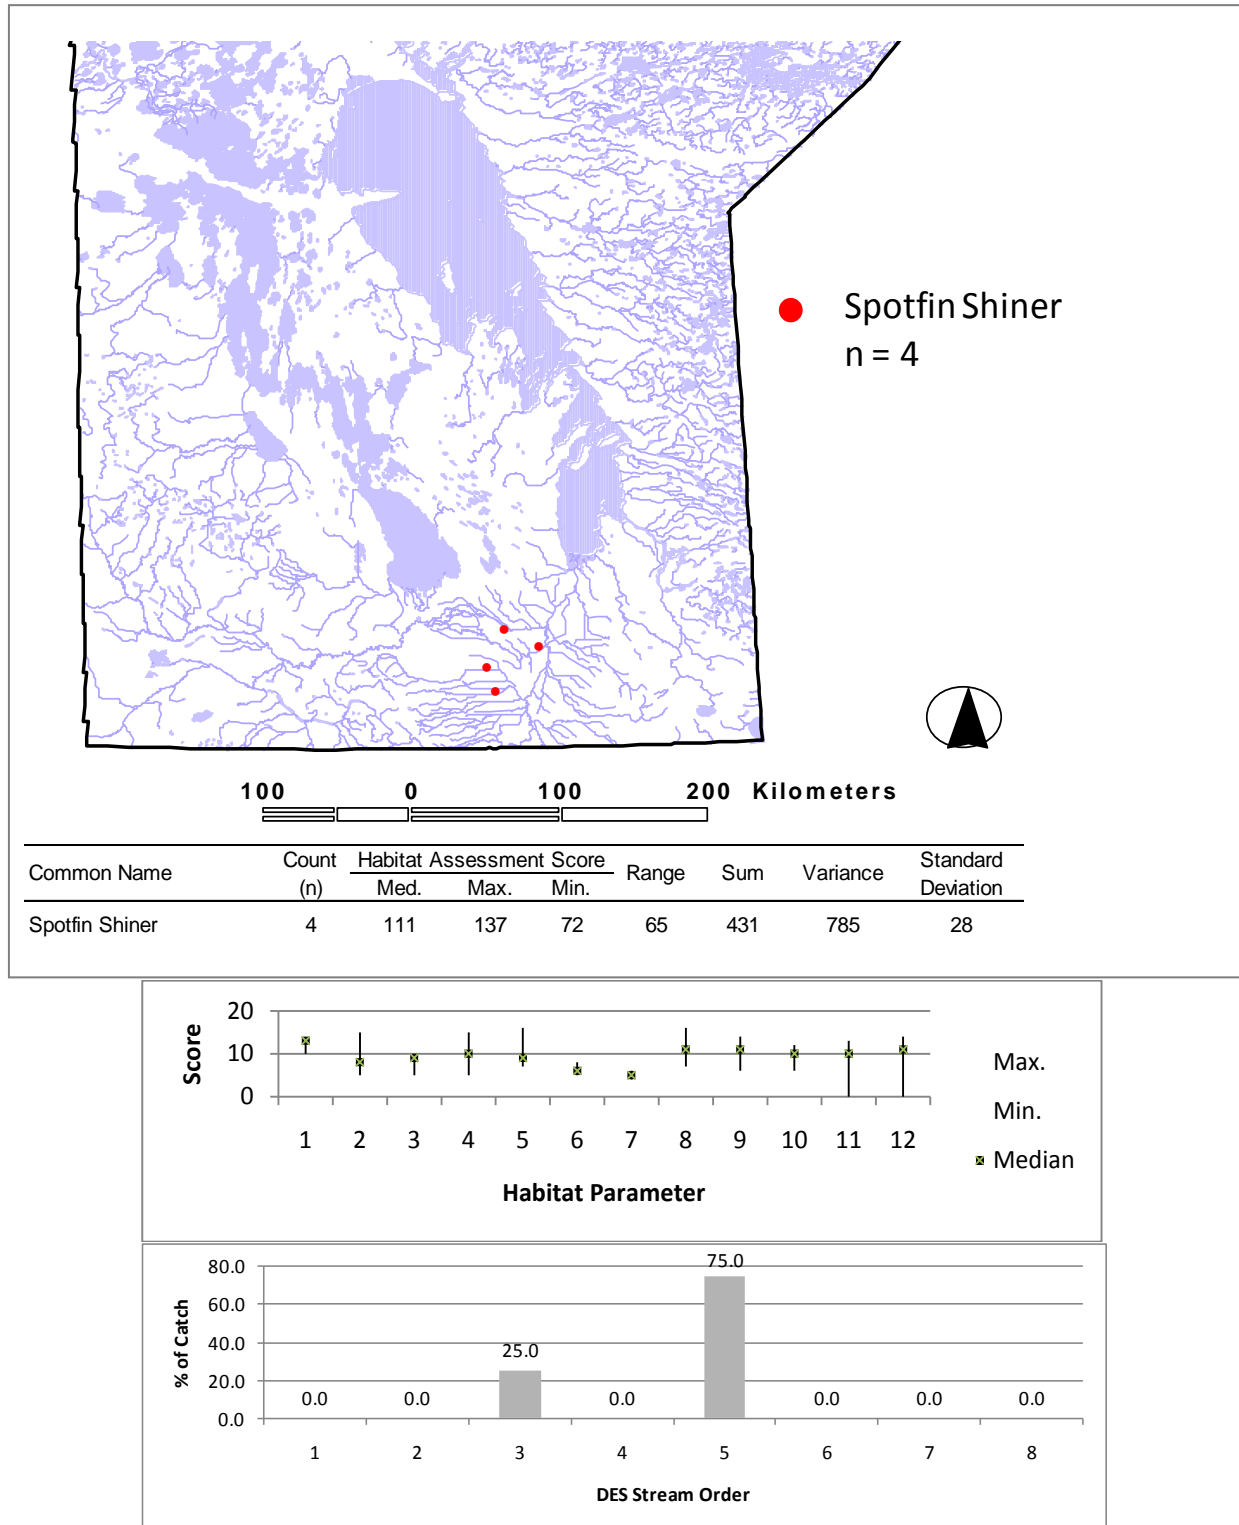 Spotfin Shiner
n = 4
100 0 100 200 Kilometers
Common Name Count (n) Habitat Assessment Score Med. Max. Min. Range Sum Variance Standard Deviation
Spotfin Shiner 4 111 137 72 65 431 785 28
Score
20
10
0
1 2 3 4 5 6 7 8 9 10 11 12
Habitat Parameter
Max.
Min.
Median
% of Catch
80.0
60.0
40.0
20.0
0.0
0.0 0.0 25.0 0.0 75.0 0.0 0.0 0.0
1 2 3 4 5 6 7 8
DES Stream Order